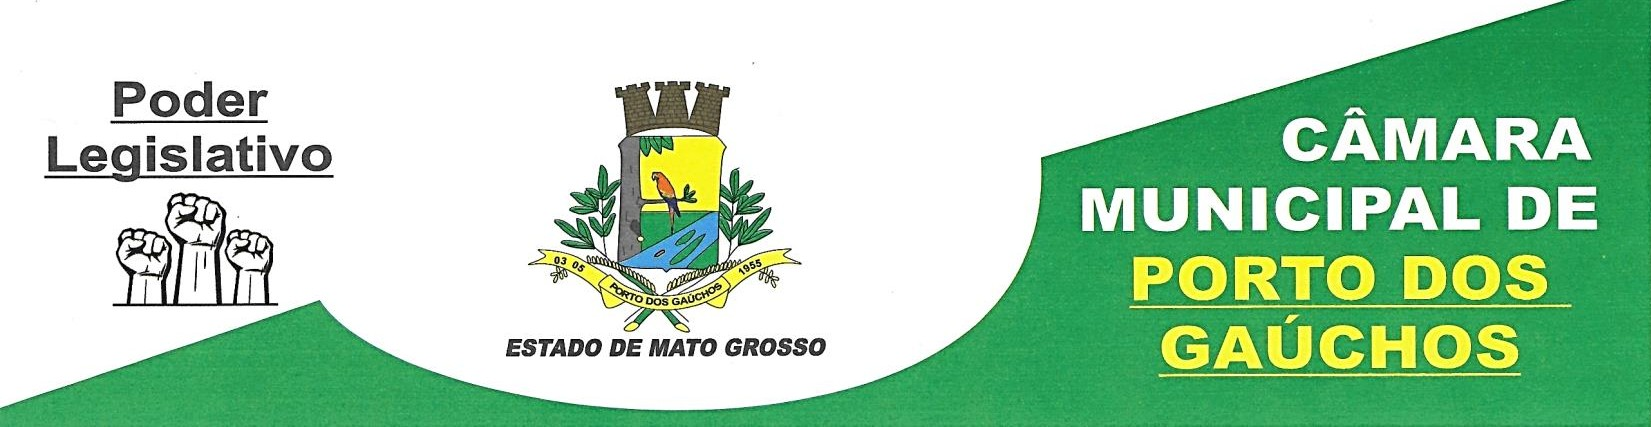 Poder
Legislativo
03 05
1955
PORTO DOS GAÚCHOS
ESTADO DE MATO GROSSO
CÂMARA
MUNICIPAL DE
PORTO DOS
GAÚCHOS